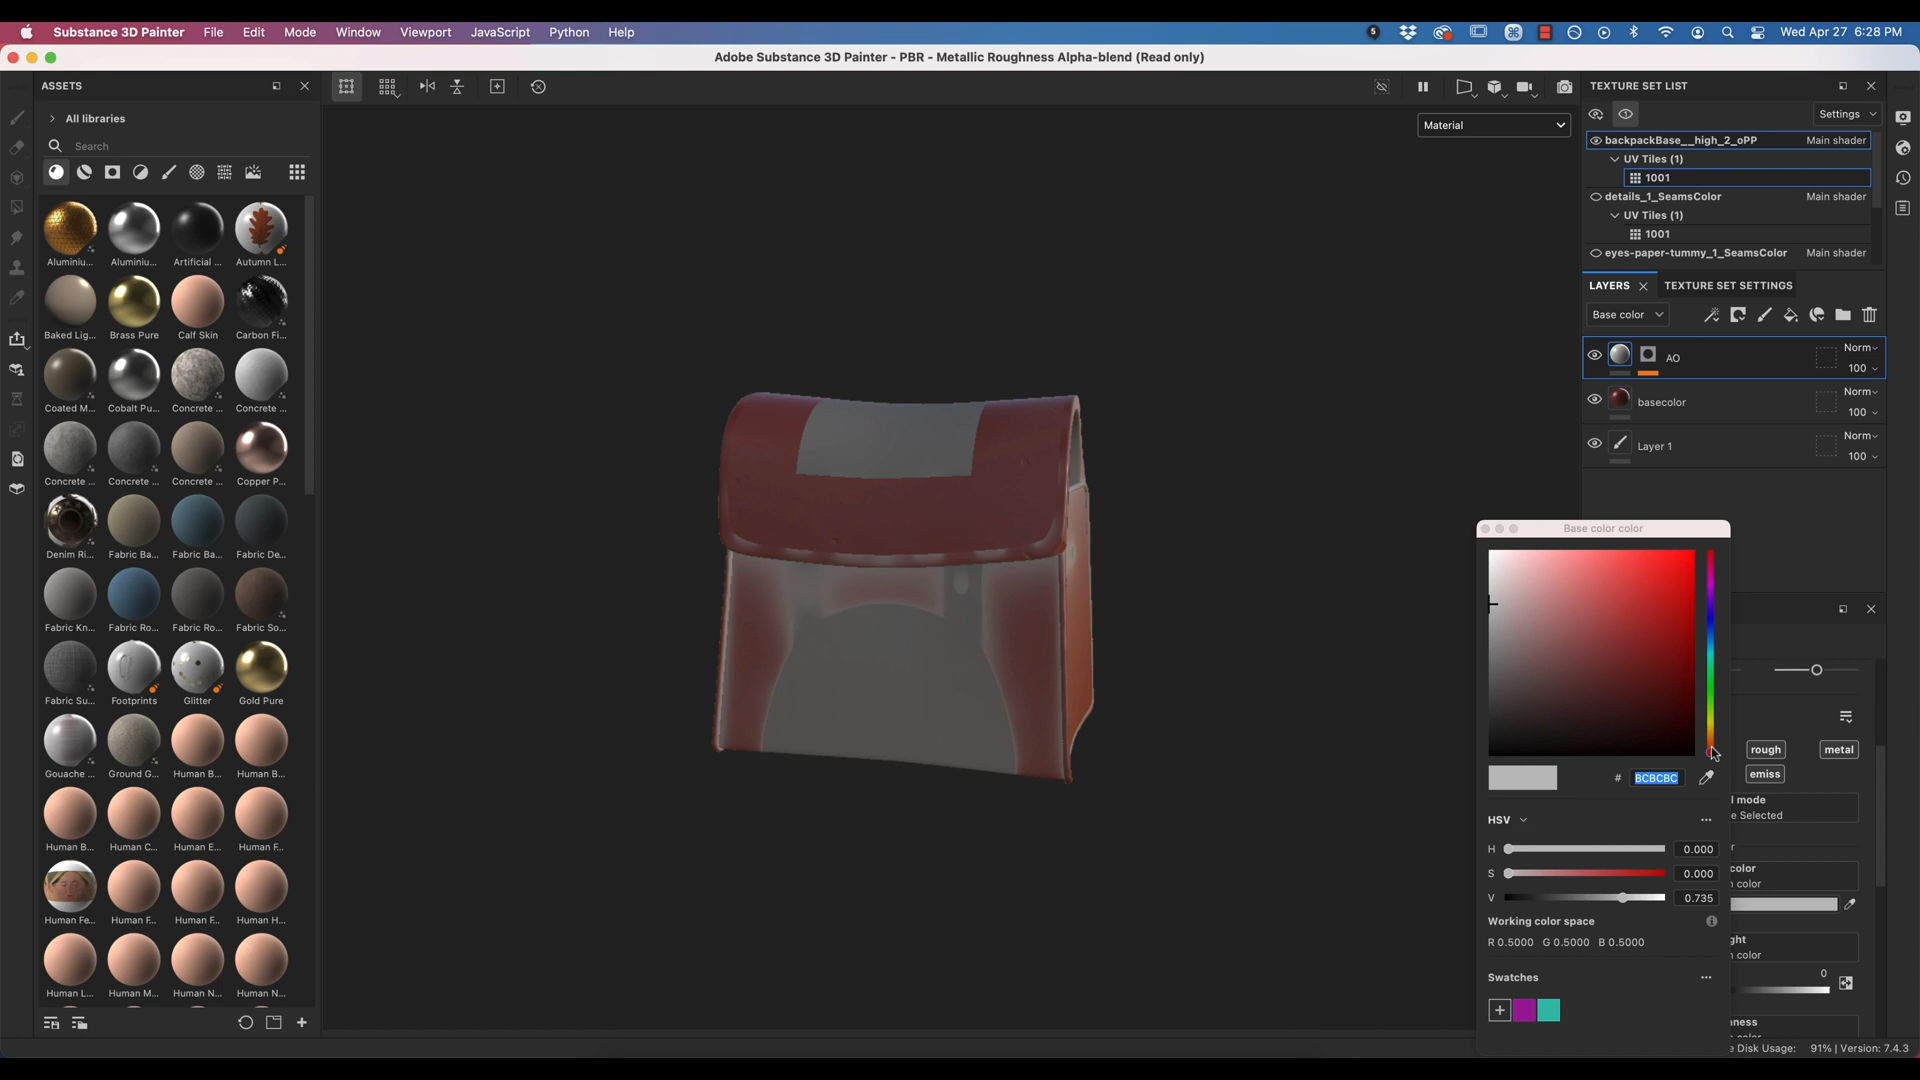 Substance 3D Painter File Edit Mode Window Viewport JavaScript Python Help
5
Wed Apr 27 6:28 PM
Adobe Substance 3D Painter - PBR - Metallic Roughness Alpha-blend (Read only)
ASSETS
All libraries
Search
Aluminiu... Aluminiu... Artificial ... Autumn L...
Baked Lig... Brass Pure Calf Skin Carbon Fi...
Coated M... Cobalt Pu... Concrete ... Concrete ...
Concrete ... Concrete ... Concrete ... Copper P...
Denim Ri... Fabric Ba... Fabric Ba... Fabric De...
Fabric Kn... Fabric Ro... Fabric Ro... Fabric So...
Fabric Su... Footprints Glitter Gold Pure
Gouache ... Ground G... Human B... Human B...
Human B... Human C... Human E... Human F...
Human Fe... Human F... Human F... Human H...
Human L... Human M... Human N... Human N...
Material
TEXTURE SET LIST
Settings
backpackBase__high_2_oPP Main shader
UV Tiles (1)
1001
details_1_SeamsColor Main shader
UV Tiles (1)
1001
eyes-paper-tummy_1_SeamsColor Main shader
LAYERS TEXTURE SET SETTINGS
Base color
AO Norm
100
basecolor Norm
100
Layer 1 Norm
100
Base color color
# BCBCBC
HSV
H 0.000
S 0.000
V 0.735
Working color space
R 0.5000 G 0.5000 B 0.5000
Swatches
rough metal
emiss
l mode
e Selected
color
n color
ght
n color
0
ness
n color
e Disk Usage: 91% | Version: 7.4.3